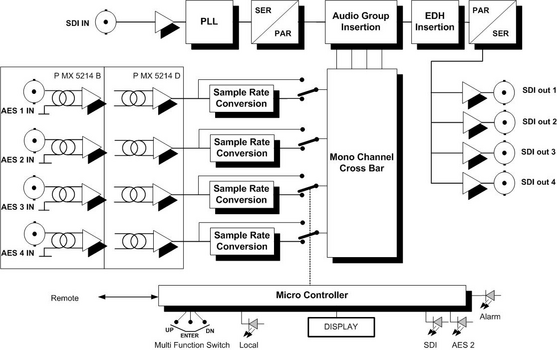 SDI IN
PLL
SER
PAR
Audio Group
Insertion
EDH
Insertion
PAR
SER
P MX 5214 B
P MX 5214 D
AES 1 IN
Sample Rate
Conversion
AES 2 IN
Sample Rate
Conversion
AES 3 IN
Sample Rate
Conversion
AES 4 IN
Sample Rate
Conversion
Mono Channel
Cross Bar
SDI out 1
SDI out 2
SDI out 3
SDI out 4
Remote
Micro Controller
Alarm
UP
ENTER
DN
Multi Function Switch
Local
DISPLAY
SDI
AES 2